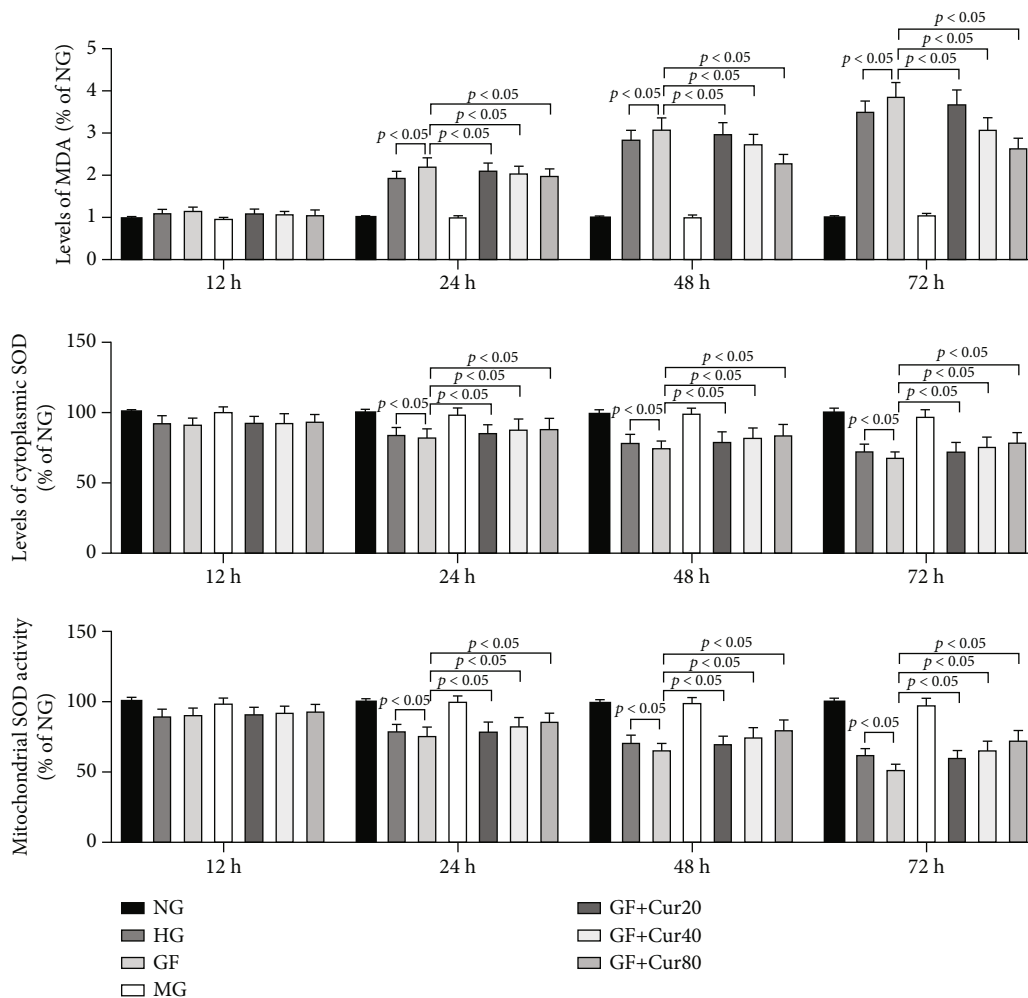 Levels of MDA (% of NG)
5
4
3
2
1
0
p < 0.05
p < 0.05
p < 0.05
p < 0.05
p < 0.05
p < 0.05
p < 0.05
p < 0.05
p < 0.05
p < 0.05
p < 0.05
p < 0.05
12 h
24 h
48 h
72 h
Levels of cytoplasmic SOD
(% of NG)
150
100
50
0
p < 0.05
p < 0.05
p < 0.05
p < 0.05
p < 0.05
p < 0.05
p < 0.05
p < 0.05
p < 0.05
p < 0.05
p < 0.05
p < 0.05
12 h
24 h
48 h
72 h
Mitochondrial SOD activity
(% of NG)
150
100
50
0
p < 0.05
p < 0.05
p < 0.05
p < 0.05
p < 0.05
p < 0.05
p < 0.05
p < 0.05
p < 0.05
p < 0.05
p < 0.05
p < 0.05
12 h
24 h
48 h
72 h
NG
HG
GF
MG
GF+Cur20
GF+Cur40
GF+Cur80